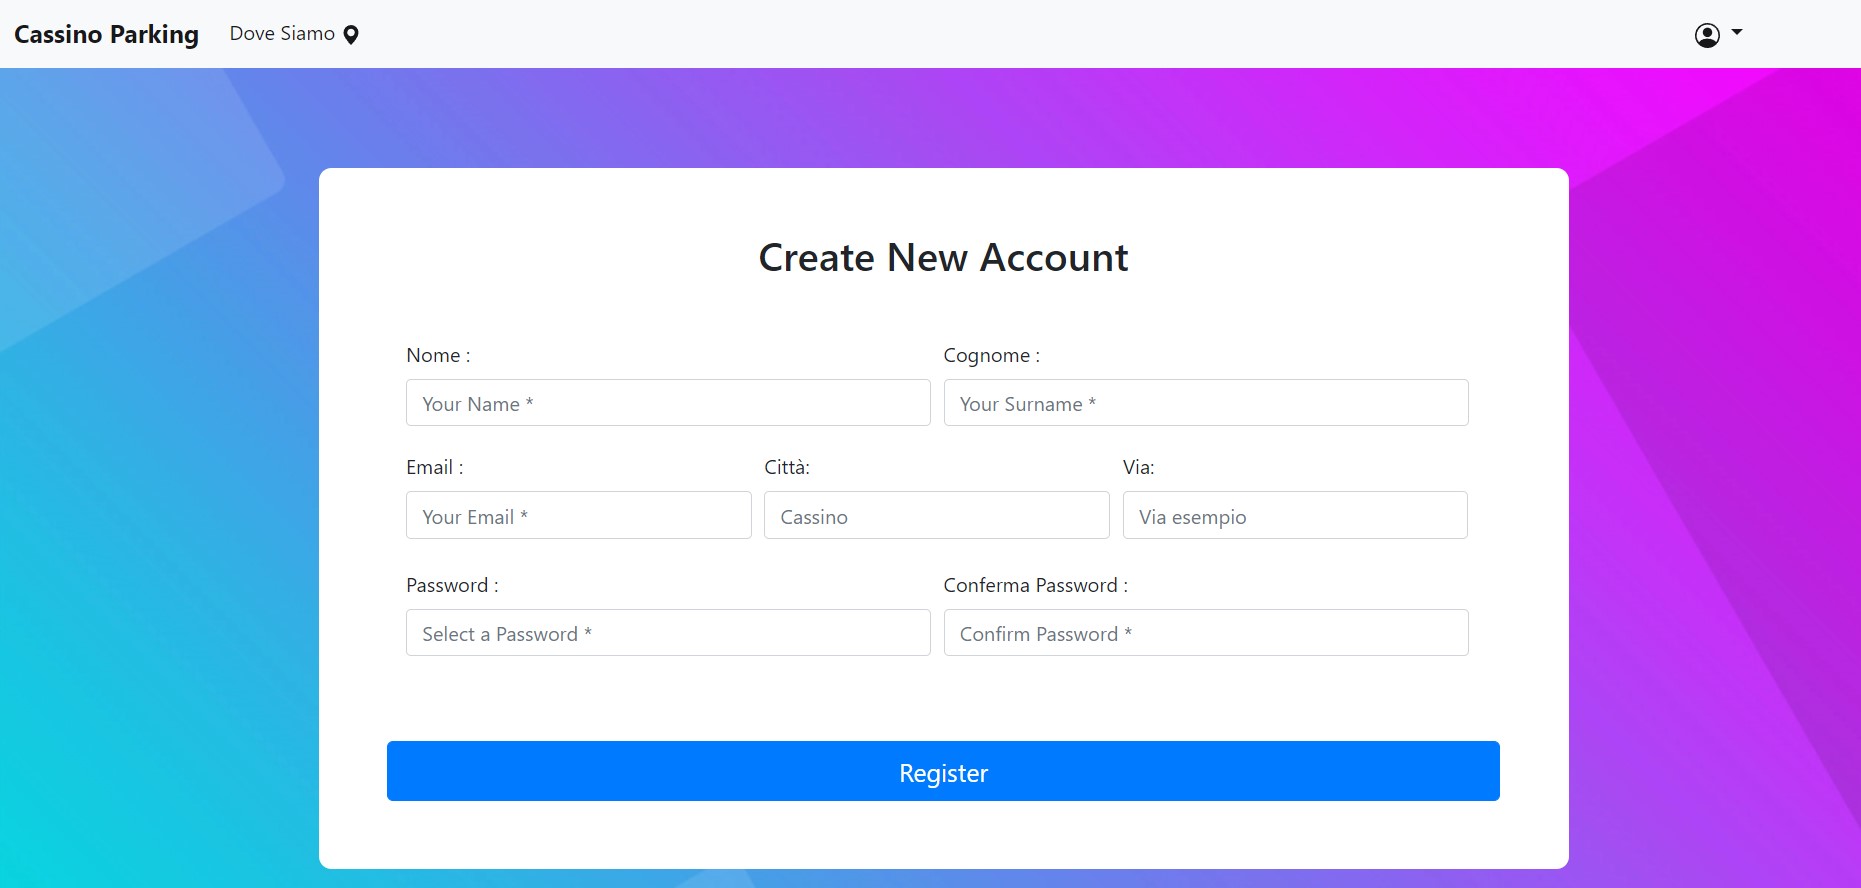 Cassino Parking Dove Siamo
Create New Account
Nome : Cognome :
Your Name * Your Surname *
Email : Città: Via:
Your Email * Cassino Via esempio
Password : Conferma Password :
Select a Password * Confirm Password *
Register